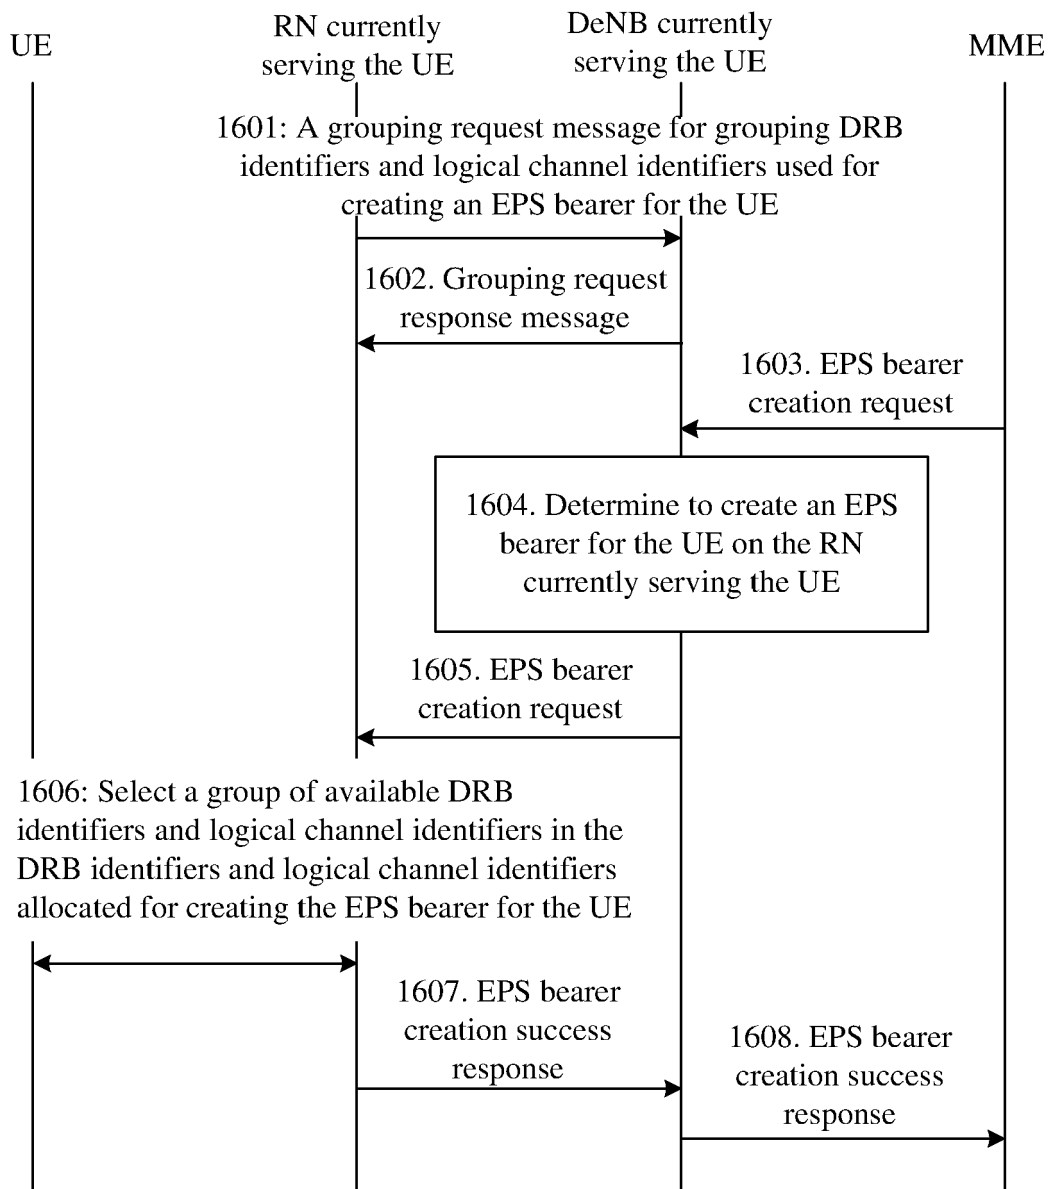 UE
RN currently
serving the UE
DeNB currently
serving the UE
MME
1601: A grouping request message for grouping DRB
identifiers and logical channel identifiers used for
creating an EPS bearer for the UE
1602. Grouping request
response message
1603. EPS bearer
creation request
1604. Determine to create an EPS
bearer for the UE on the RN
currently serving the UE
1605. EPS bearer
creation request
1606: Select a group of available DRB
identifiers and logical channel identifiers in the
DRB identifiers and logical channel identifiers
allocated for creating the EPS bearer for the UE
1607. EPS bearer
creation success
response
1608. EPS bearer
creation success
response